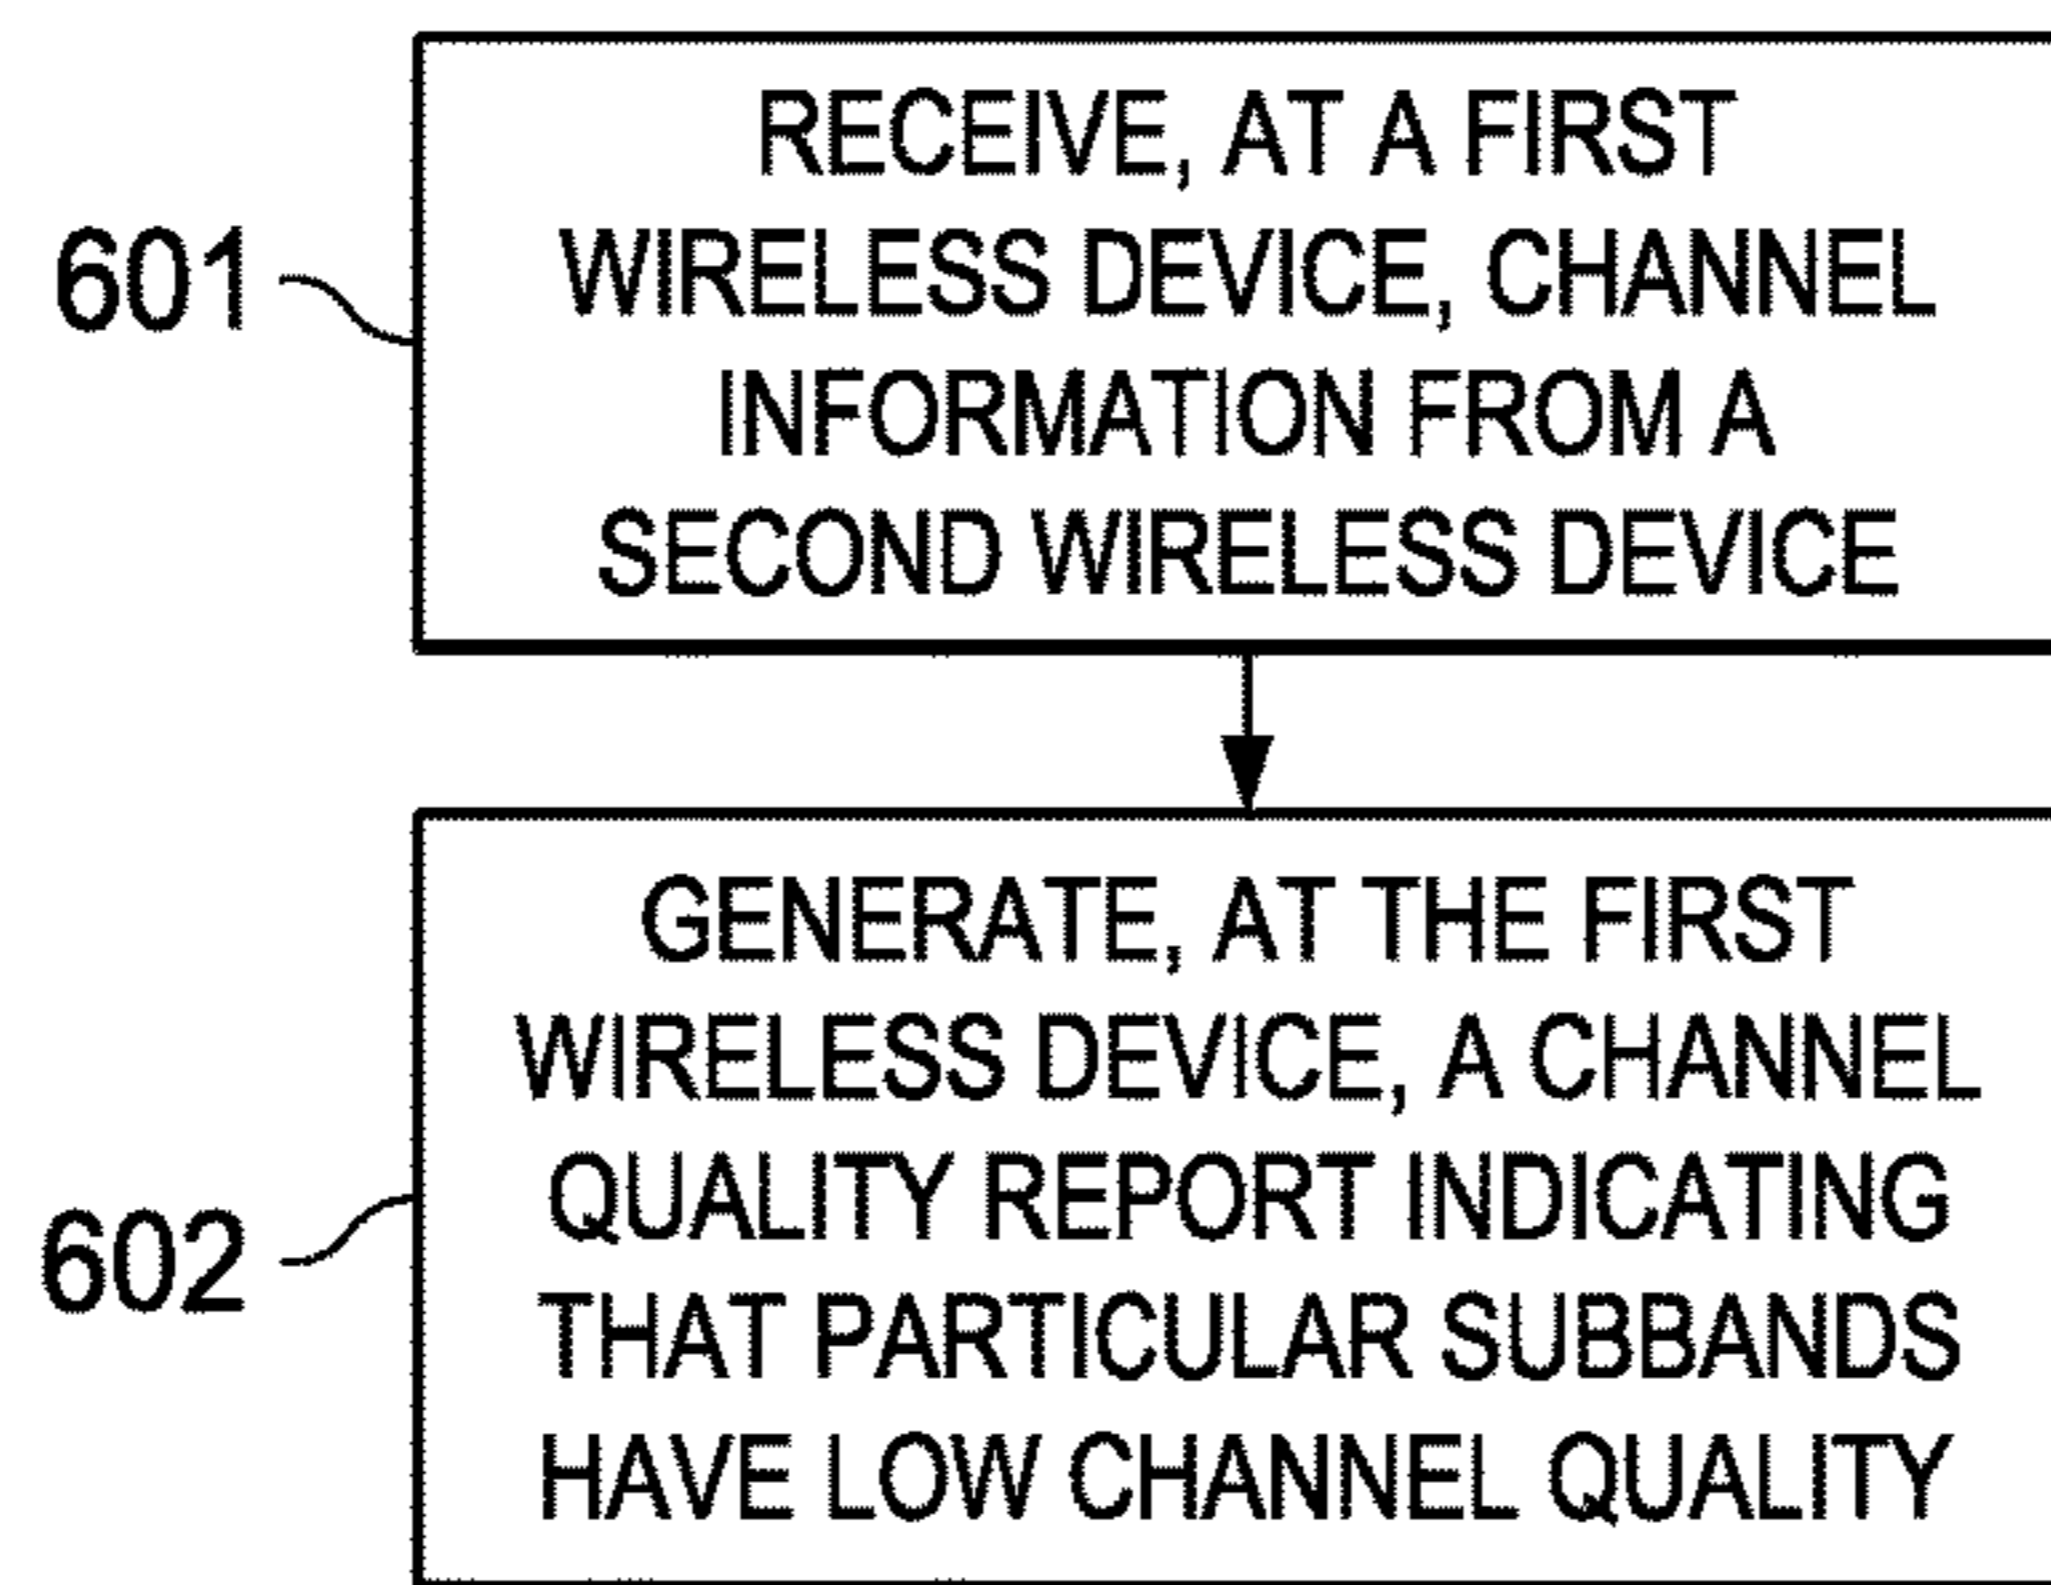 601
RECEIVE, AT A FIRST
WIRELESS DEVICE, CHANNEL
INFORMATION FROM A
SECOND WIRELESS DEVICE
602
GENERATE, AT THE FIRST
WIRELESS DEVICE, A CHANNEL
QUALITY REPORT INDICATING
THAT PARTICULAR SUBBANDS
HAVE LOW CHANNEL QUALITY